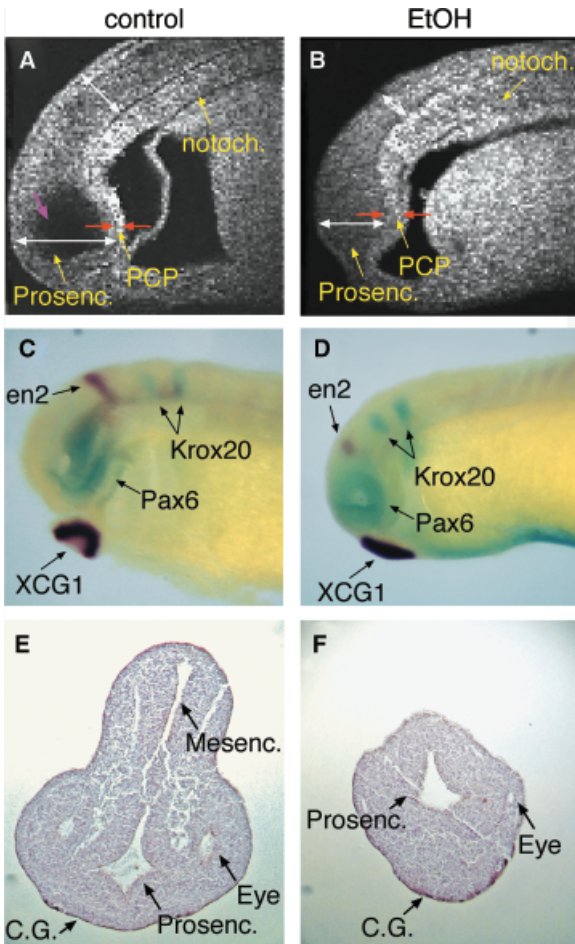 control
EtOH
A
notoch.
PCP
Prosenc.
B
notoch.
PCP
Prosenc.
C
en2
Krox20
Pax6
XCG1
D
en2
Krox20
Pax6
XCG1
E
Mesenc.
Eye
Prosenc.
C.G.
F
Prosenc.
Eye
C.G.